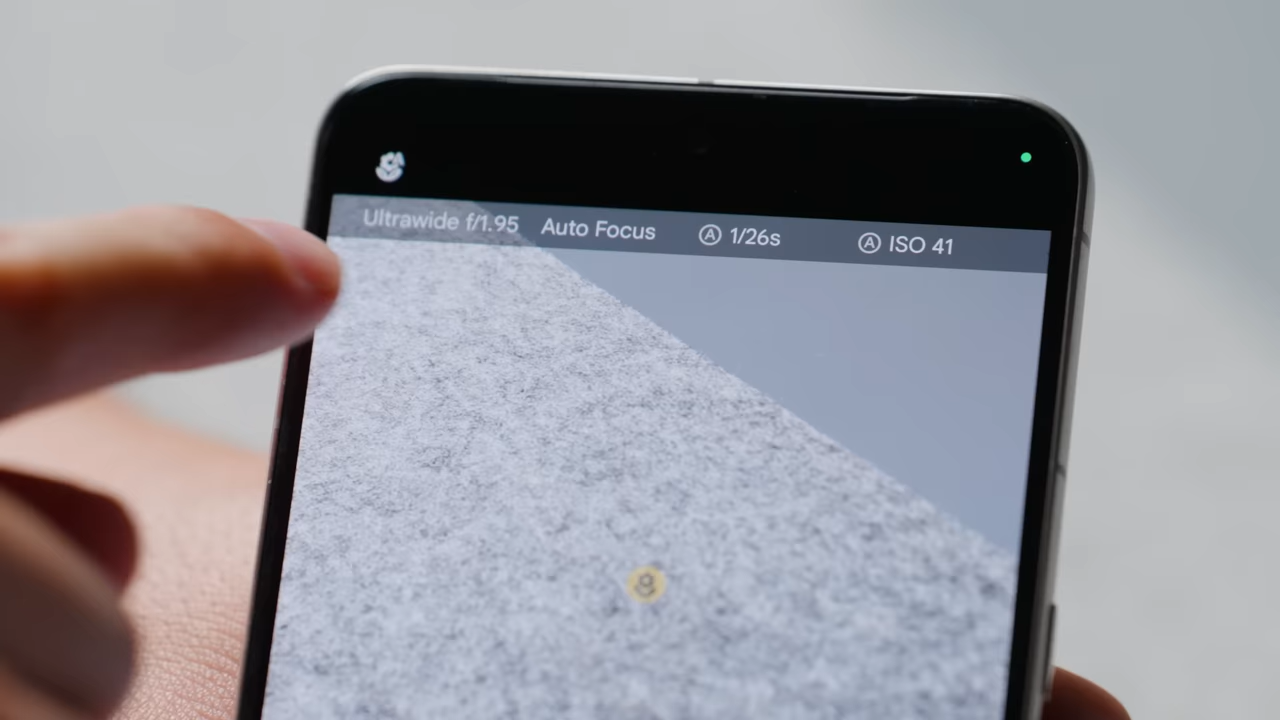 Ultrawide f/1.95 Auto Focus Ⓐ 1/26s Ⓐ ISO 41